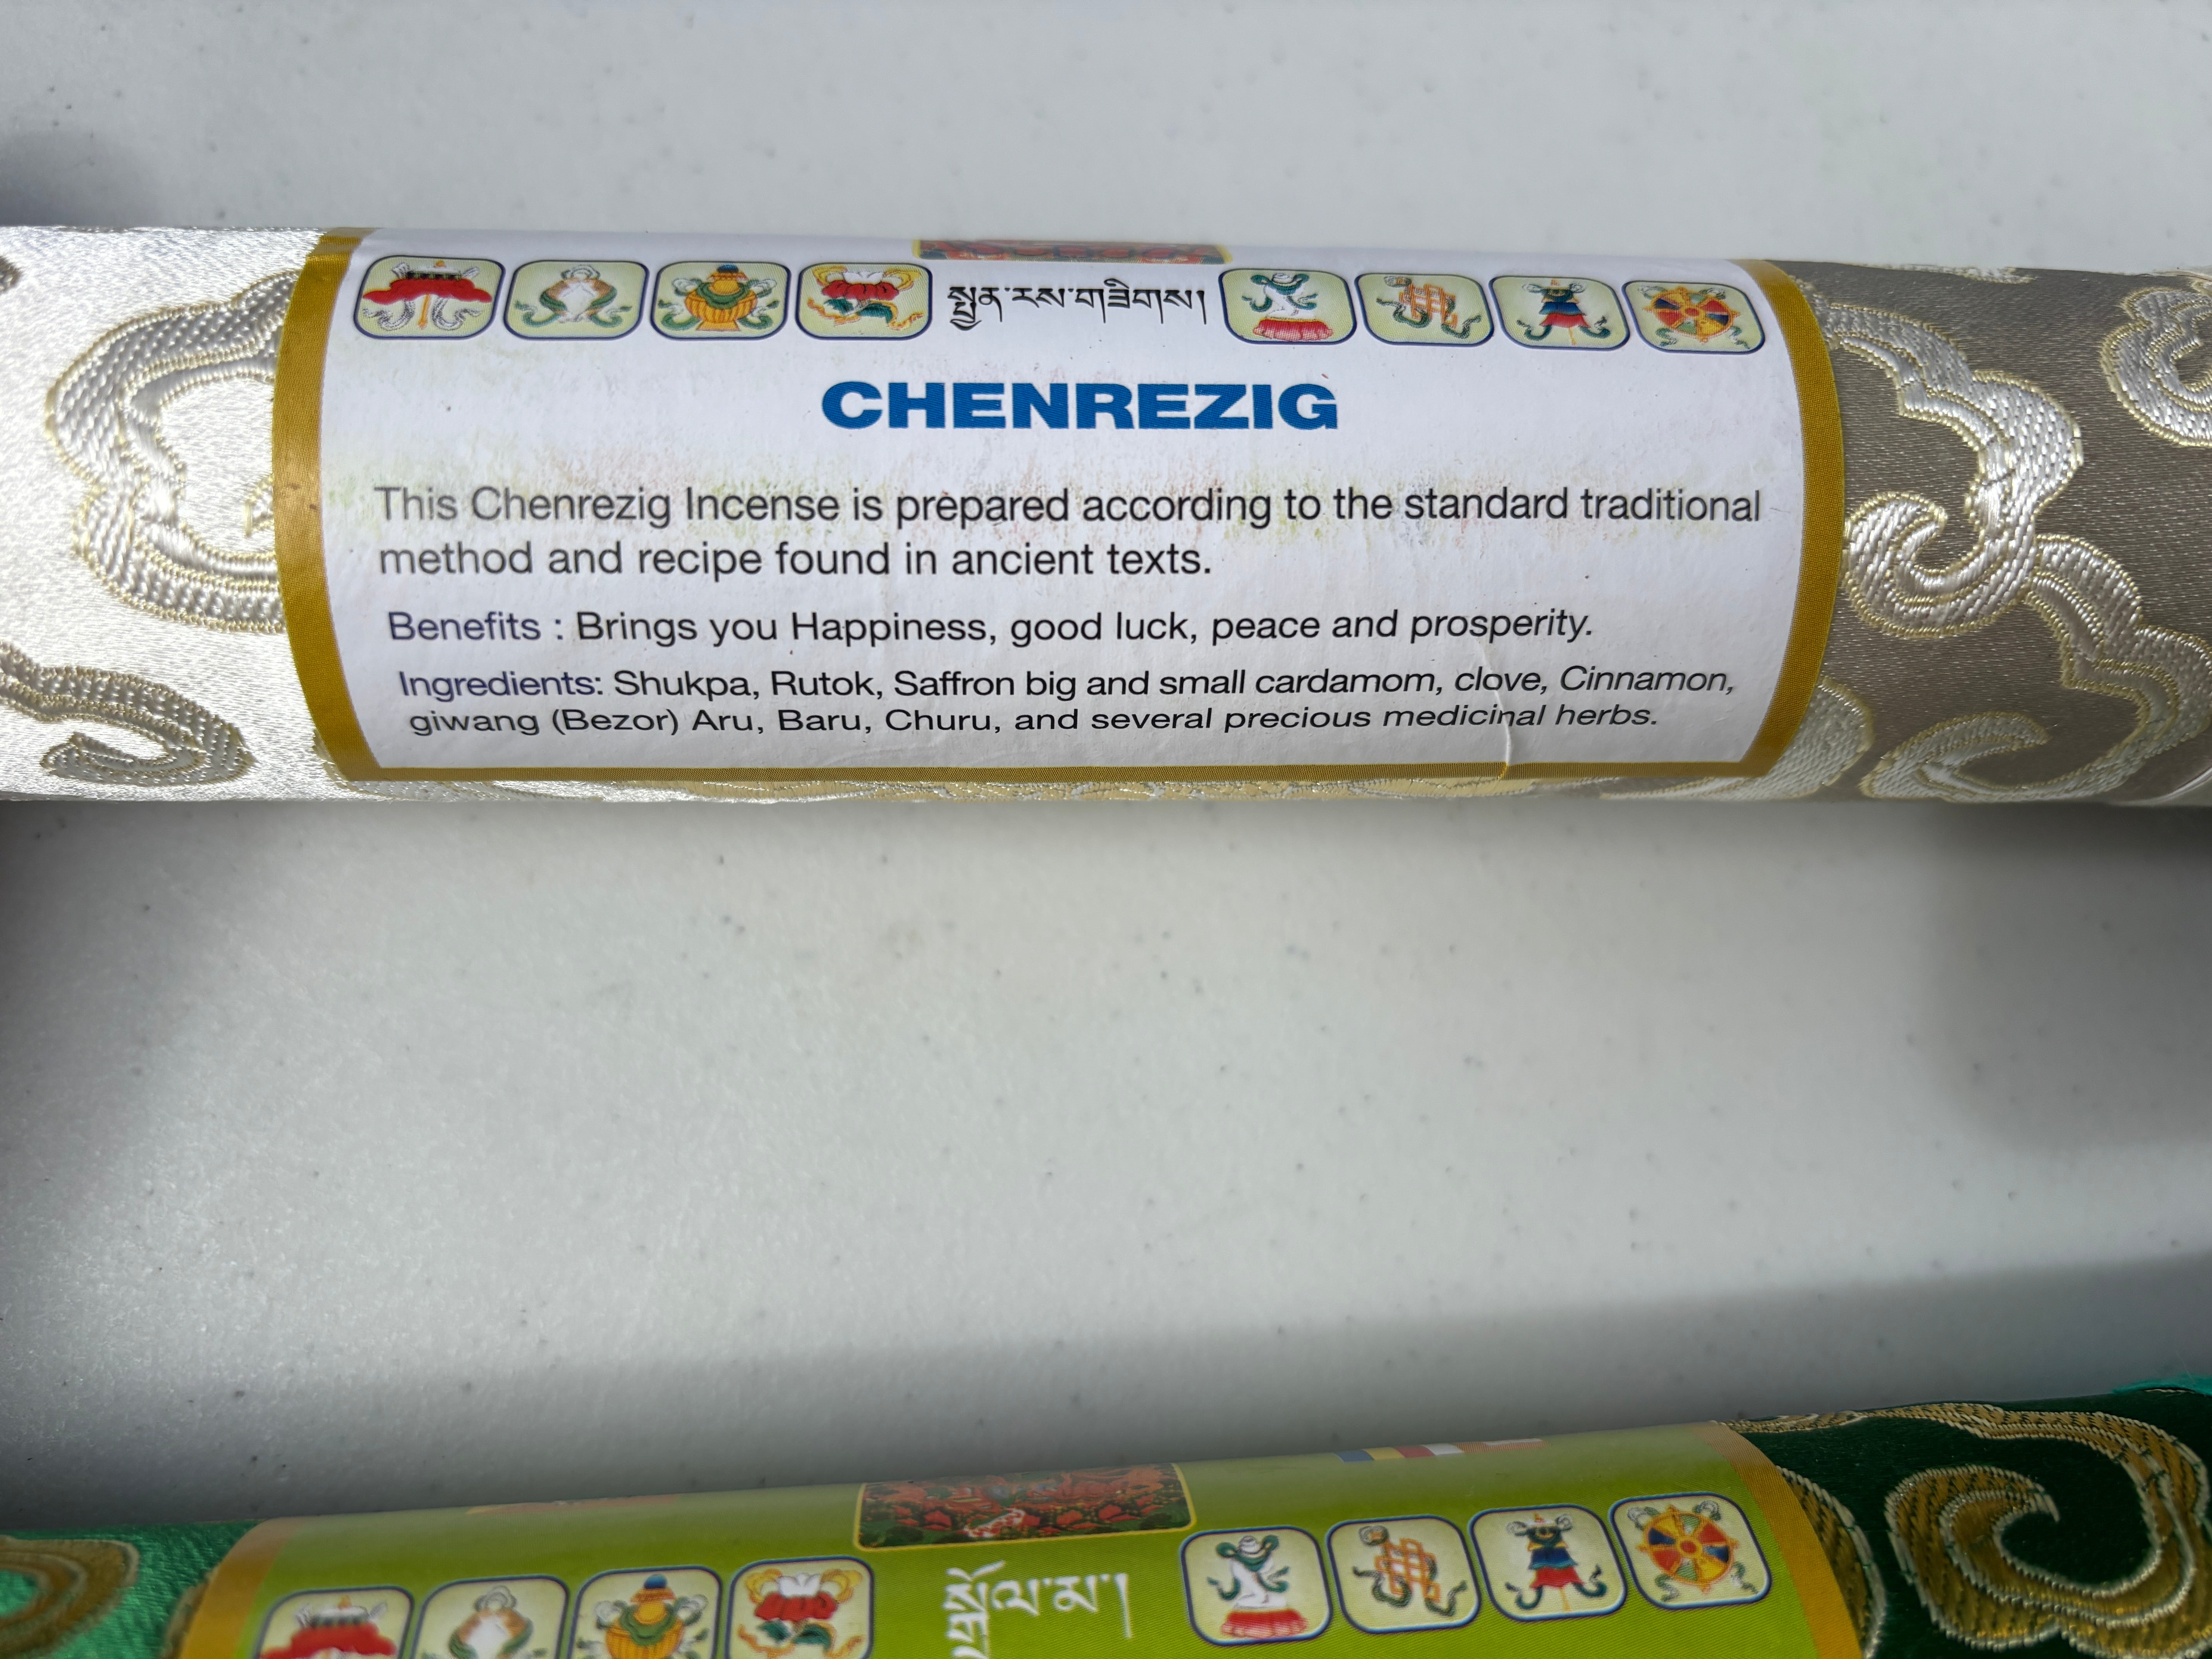 སྤྱན་རས་གཟིགས།
CHENREZIG
This Chenrezig Incense is prepared according to the standard traditional
method and recipe found in ancient texts.
Benefits : Brings you Happiness, good luck, peace and prosperity.
Ingredients: Shukpa, Rutok, Saffron big and small cardamom, clove, Cinnamon,
giwang (Bezor) Aru, Baru, Churu, and several precious medicinal herbs.
སྒྲོལ་མ།